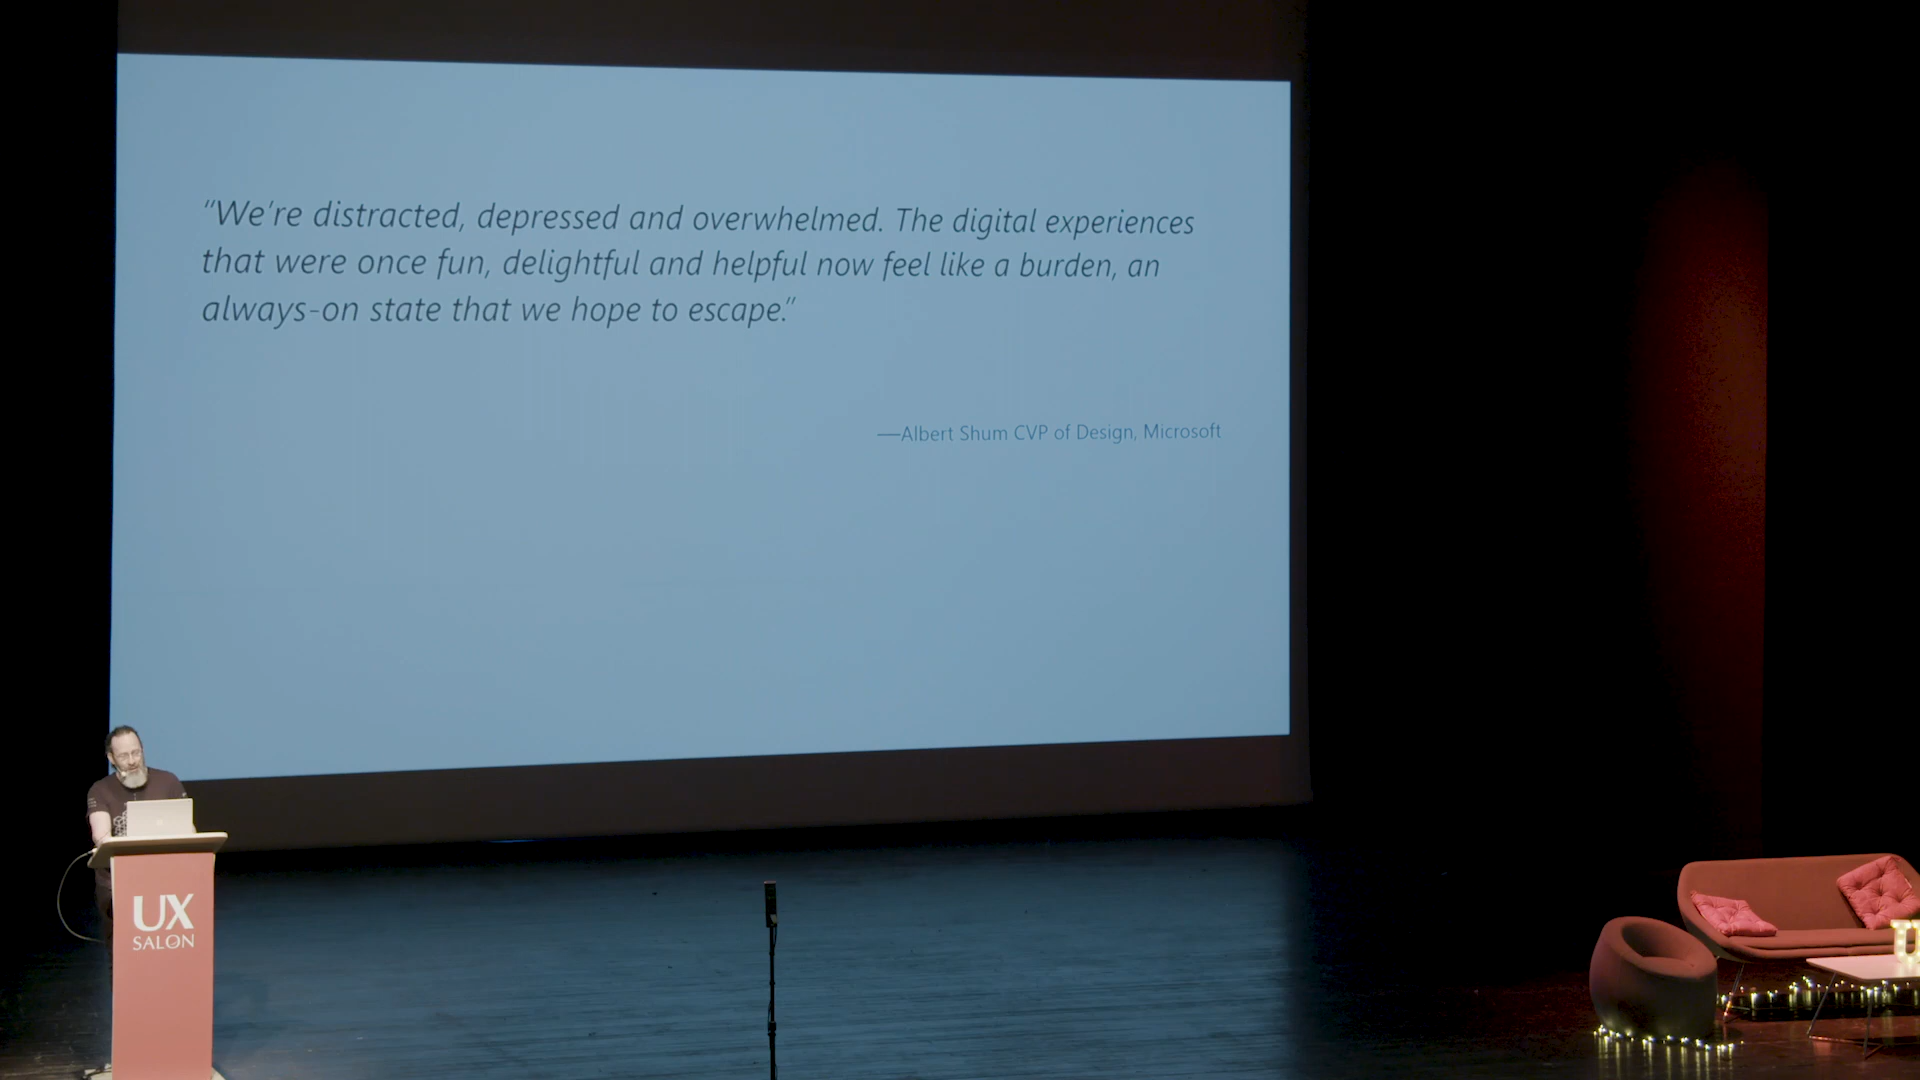 “We’re distracted, depressed and overwhelmed. The digital experiences
that were once fun, delightful and helpful now feel like a burden, an
always-on state that we hope to escape.”
—Albert Shum CVP of Design, Microsoft
UX
SALON
U